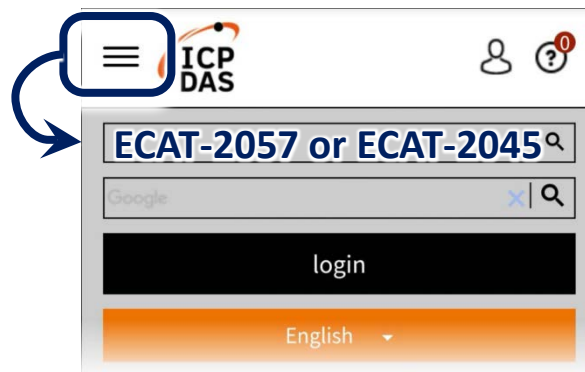 ICP
DAS
0
?
ECAT-2057 or ECAT-2045
Google
login
English